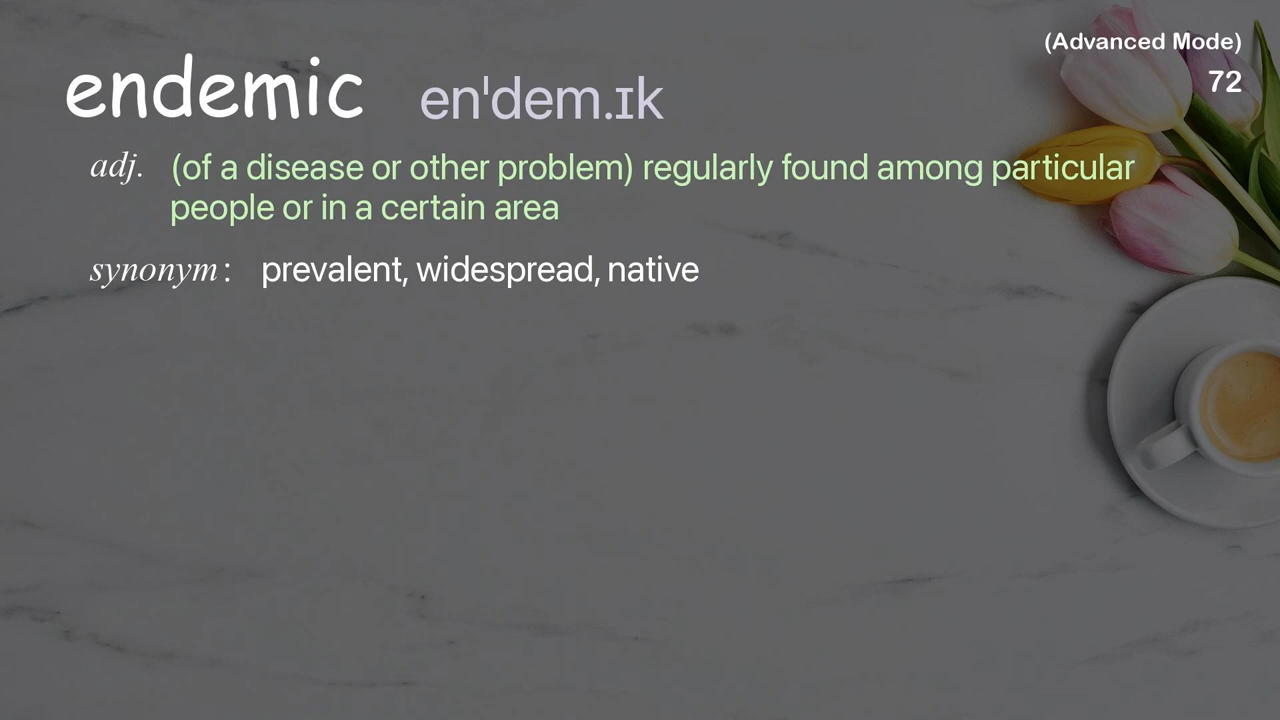 (Advanced Mode)
72
endemic en'dem.ɪk
adj. (of a disease or other problem) regularly found among particular
people or in a certain area
synonym: prevalent, widespread, native